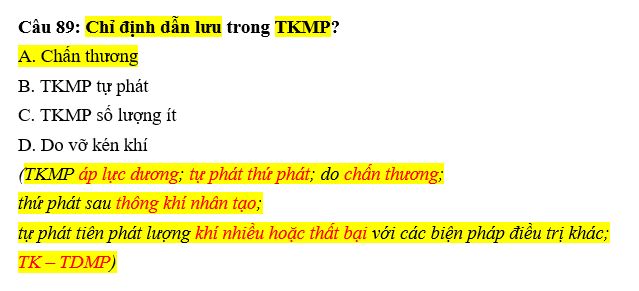 Câu 89: Chỉ định dẫn lưu trong TKMP?
A. Chấn thương
B. TKMP tự phát
C. TKMP số lượng ít
D. Do vỡ kén khí
(TKMP áp lực dương; tự phát thứ phát; do chấn thương;
thứ phát sau thông khí nhân tạo;
tự phát tiên phát lượng khí nhiều hoặc thất bại với các biện pháp điều trị khác;
TK – TDMP)